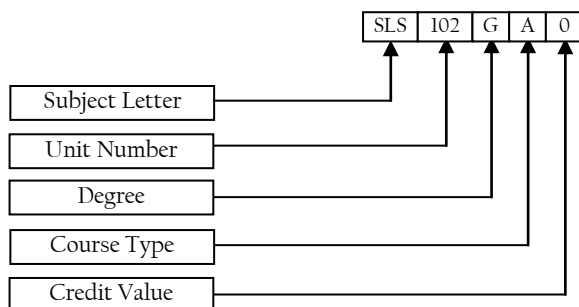 SLS 102 G A 0
Subject Letter
Unit Number
Degree
Course Type
Credit Value